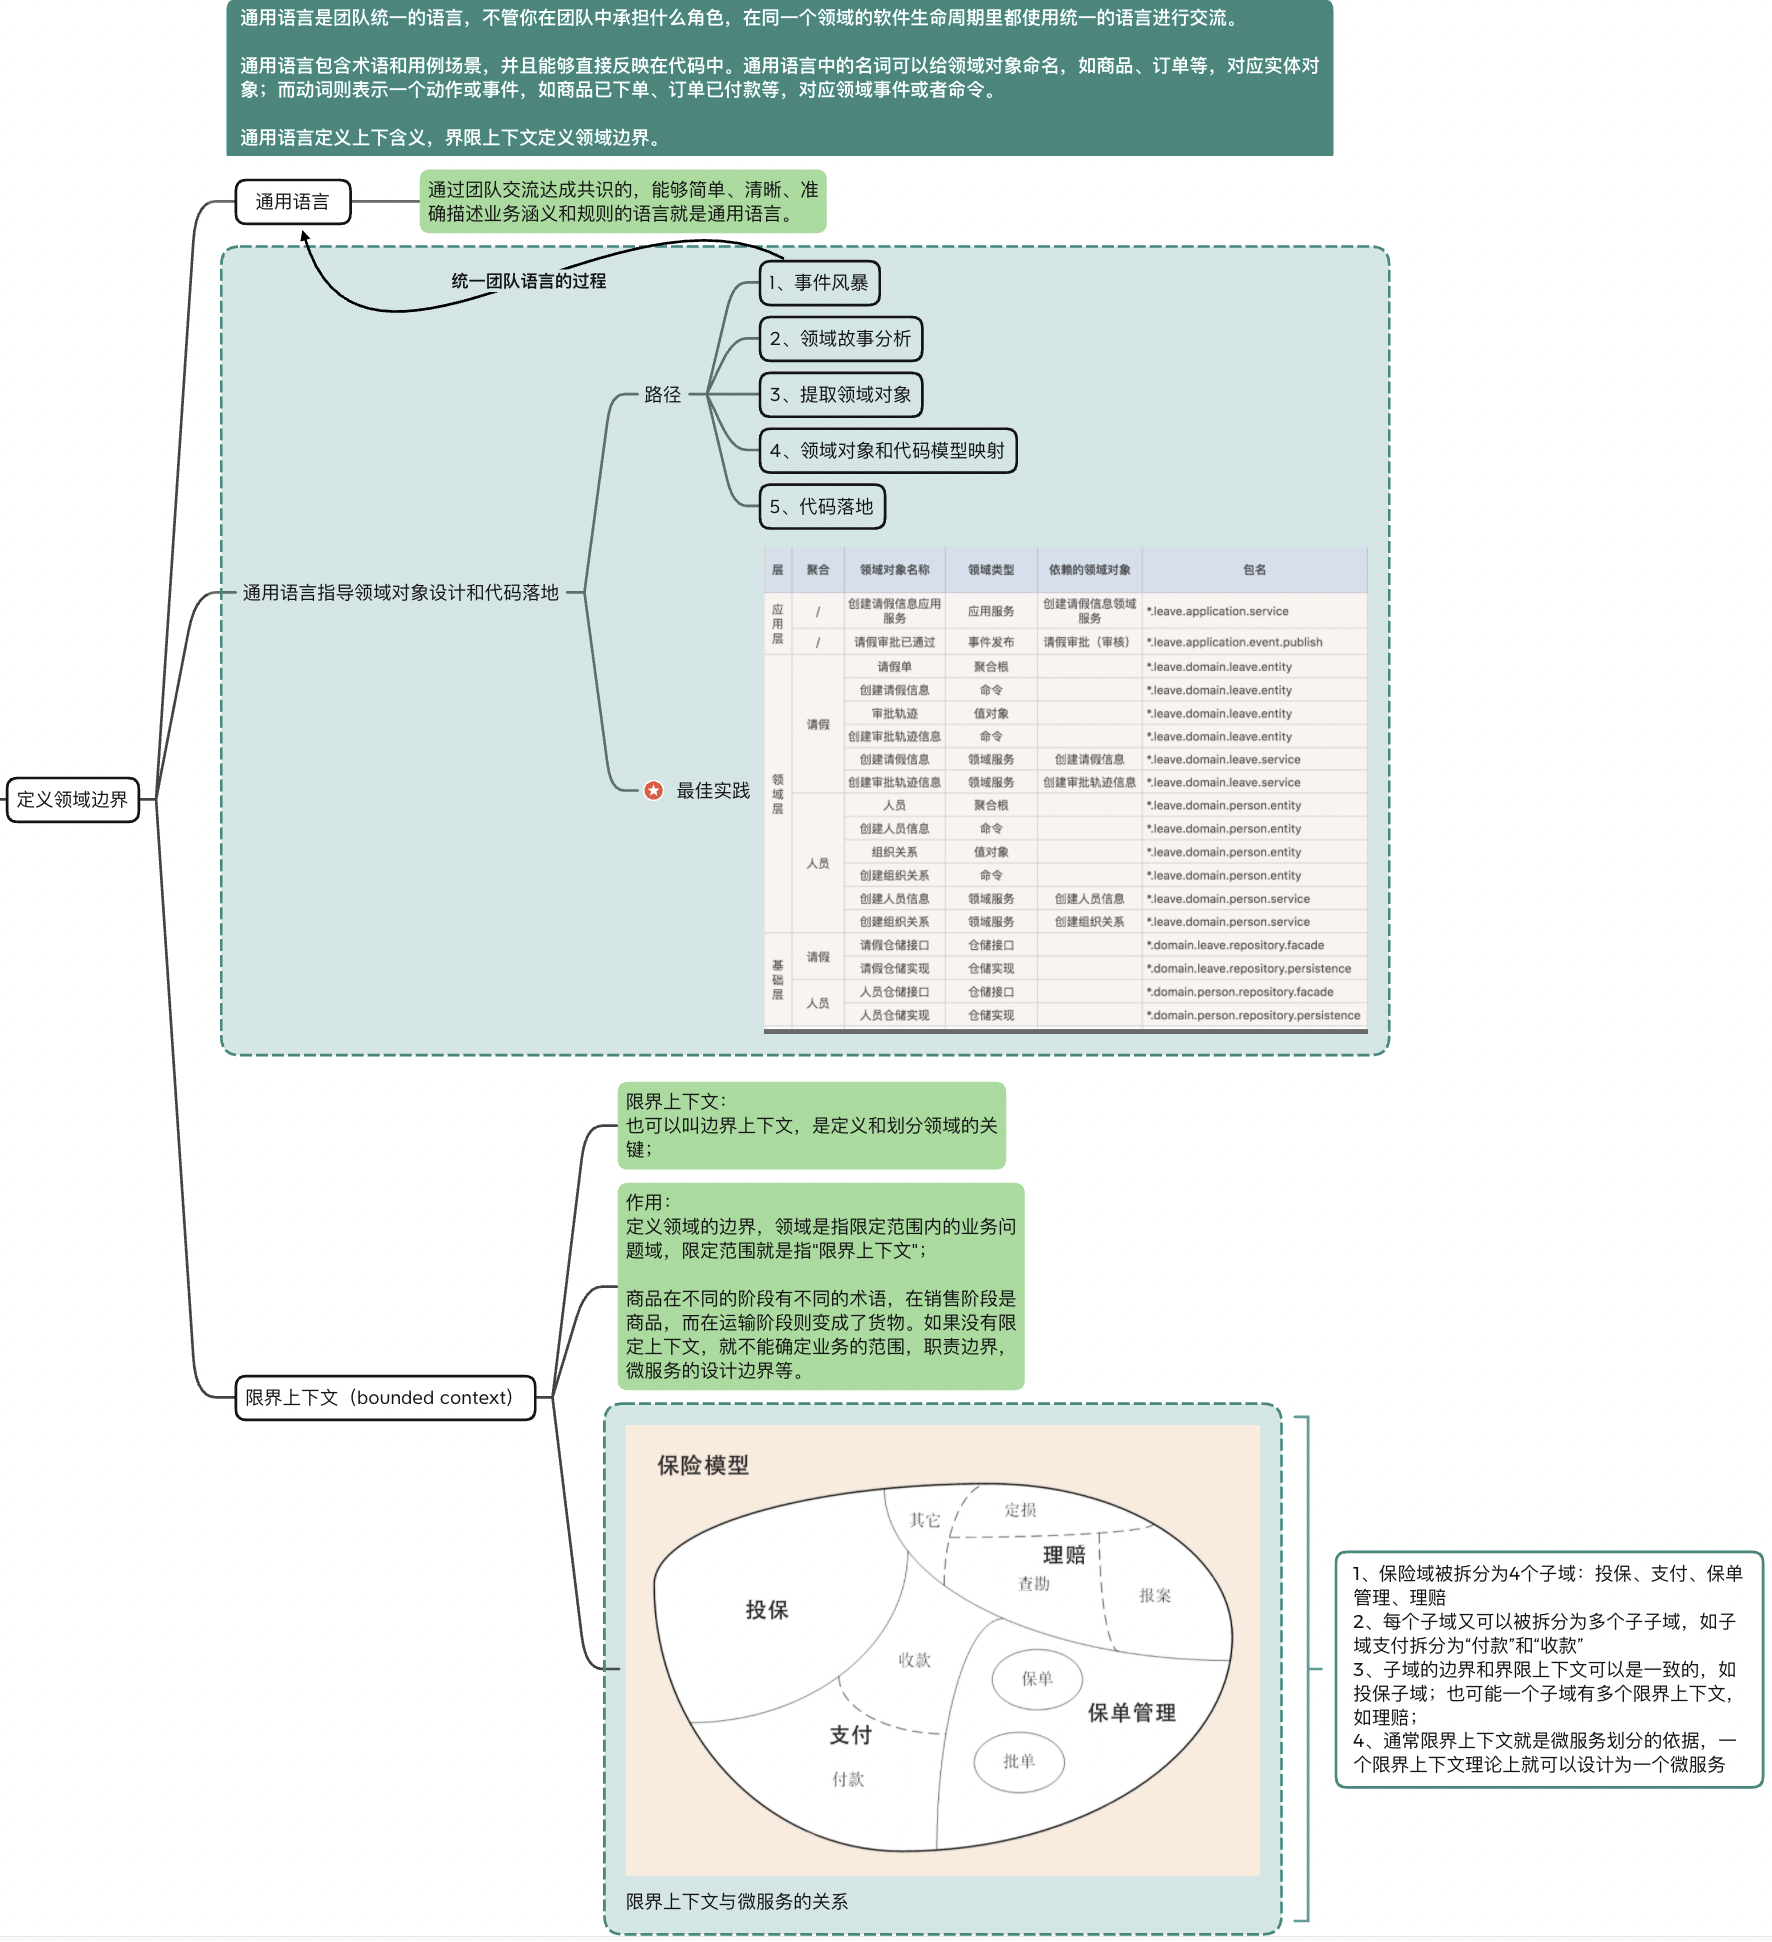 通用语言是团队统一的语言，不管你在团队中承担什么角色，在同一个领域的软件生命周期里都使用统一的语言进行交流。
通用语言包含术语和用例场景，并且能够直接反映在代码中。通用语言中的名词可以给领域对象命名，如商品、订单等，对应实体对
象；而动词则表示一个动作或事件，如商品已下单、订单已付款等，对应领域事件或者命令。
通用语言定义上下含义，界限上下文定义领域边界。
通用语言
通过团队交流达成共识的，能够简单、清晰、准
确描述业务涵义和规则的语言就是通用语言。
统一团队语言的过程
1、事件风暴
2、领域故事分析
路径
3、提取领域对象
4、领域对象和代码模型映射
5、代码落地
通用语言指导领域对象设计和代码落地
最佳实践
层 聚合 领域对象名称 领域类型 依赖的领域对象 包名
应用层 / 创建请假信息应用服务 应用服务 创建请假信息领域服务 *.leave.application.service
/ 请假审批已通过 事件发布 请假审批（审核） *.leave.application.event.publish
领域层 请假 请假单 聚合根 *.leave.domain.leave.entity
创建请假信息 命令 *.leave.domain.leave.entity
审批轨迹 值对象 *.leave.domain.leave.entity
创建审批轨迹信息 命令 *.leave.domain.leave.entity
创建请假信息 领域服务 创建请假信息 *.leave.domain.leave.service
创建审批轨迹信息 领域服务 创建审批轨迹信息 *.leave.domain.leave.service
人员 人员 聚合根 *.leave.domain.person.entity
创建人员信息 命令 *.leave.domain.person.entity
组织关系 值对象 *.leave.domain.person.entity
创建组织关系 命令 *.leave.domain.person.entity
创建人员信息 领域服务 创建人员信息 *.leave.domain.person.service
创建组织关系 领域服务 创建组织关系 *.leave.domain.person.service
基础层 请假 请假仓储接口 仓储接口 *.domain.leave.repository.facade
请假仓储实现 仓储实现 *.domain.leave.repository.persistence
人员 人员仓储接口 仓储接口 *.domain.person.repository.facade
人员仓储实现 仓储实现 *.domain.person.repository.persistence
定义领域边界
限界上下文：
也可以叫边界上下文，是定义和划分领域的关
键；
作用：
定义领域的边界，领域是指限定范围内的业务问
题域，限定范围就是指"限界上下文"；
商品在不同的阶段有不同的术语，在销售阶段是
商品，而在运输阶段则变成了货物。如果没有限
定上下文，就不能确定业务的范围，职责边界，
微服务的设计边界等。
限界上下文（bounded context）
保险模型
其它
定损
理赔
查勘
报案
投保
收款
保单
保单管理
支付
批单
付款
限界上下文与微服务的关系
1、保险域被拆分为4个子域：投保、支付、保单
管理、理赔
2、每个子域又可以被拆分为多个子子域，如子
域支付拆分为“付款”和“收款”
3、子域的边界和界限上下文可以是一致的，如
投保子域；也可能一个子域有多个限界上下文，
如理赔；
4、通常限界上下文就是微服务划分的依据，一
个限界上下文理论上就可以设计为一个微服务